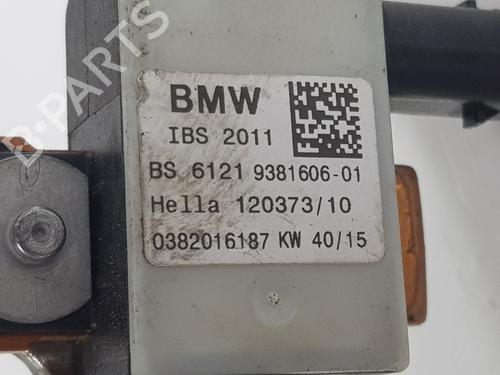 BMW
IBS 2011
BS 6121 9381606-01
Hella 120373/10
0382016187 KW 40/15
B-PARTS